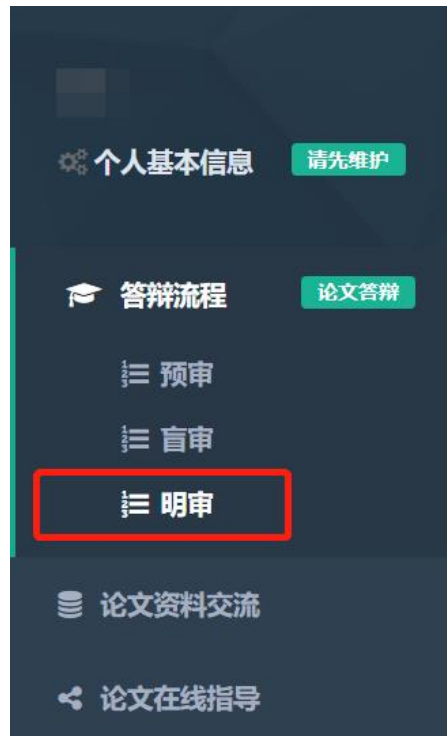 个人基本信息 请先维护
答辩流程 论文答辩
预审
盲审
明审
论文资料交流
论文在线指导